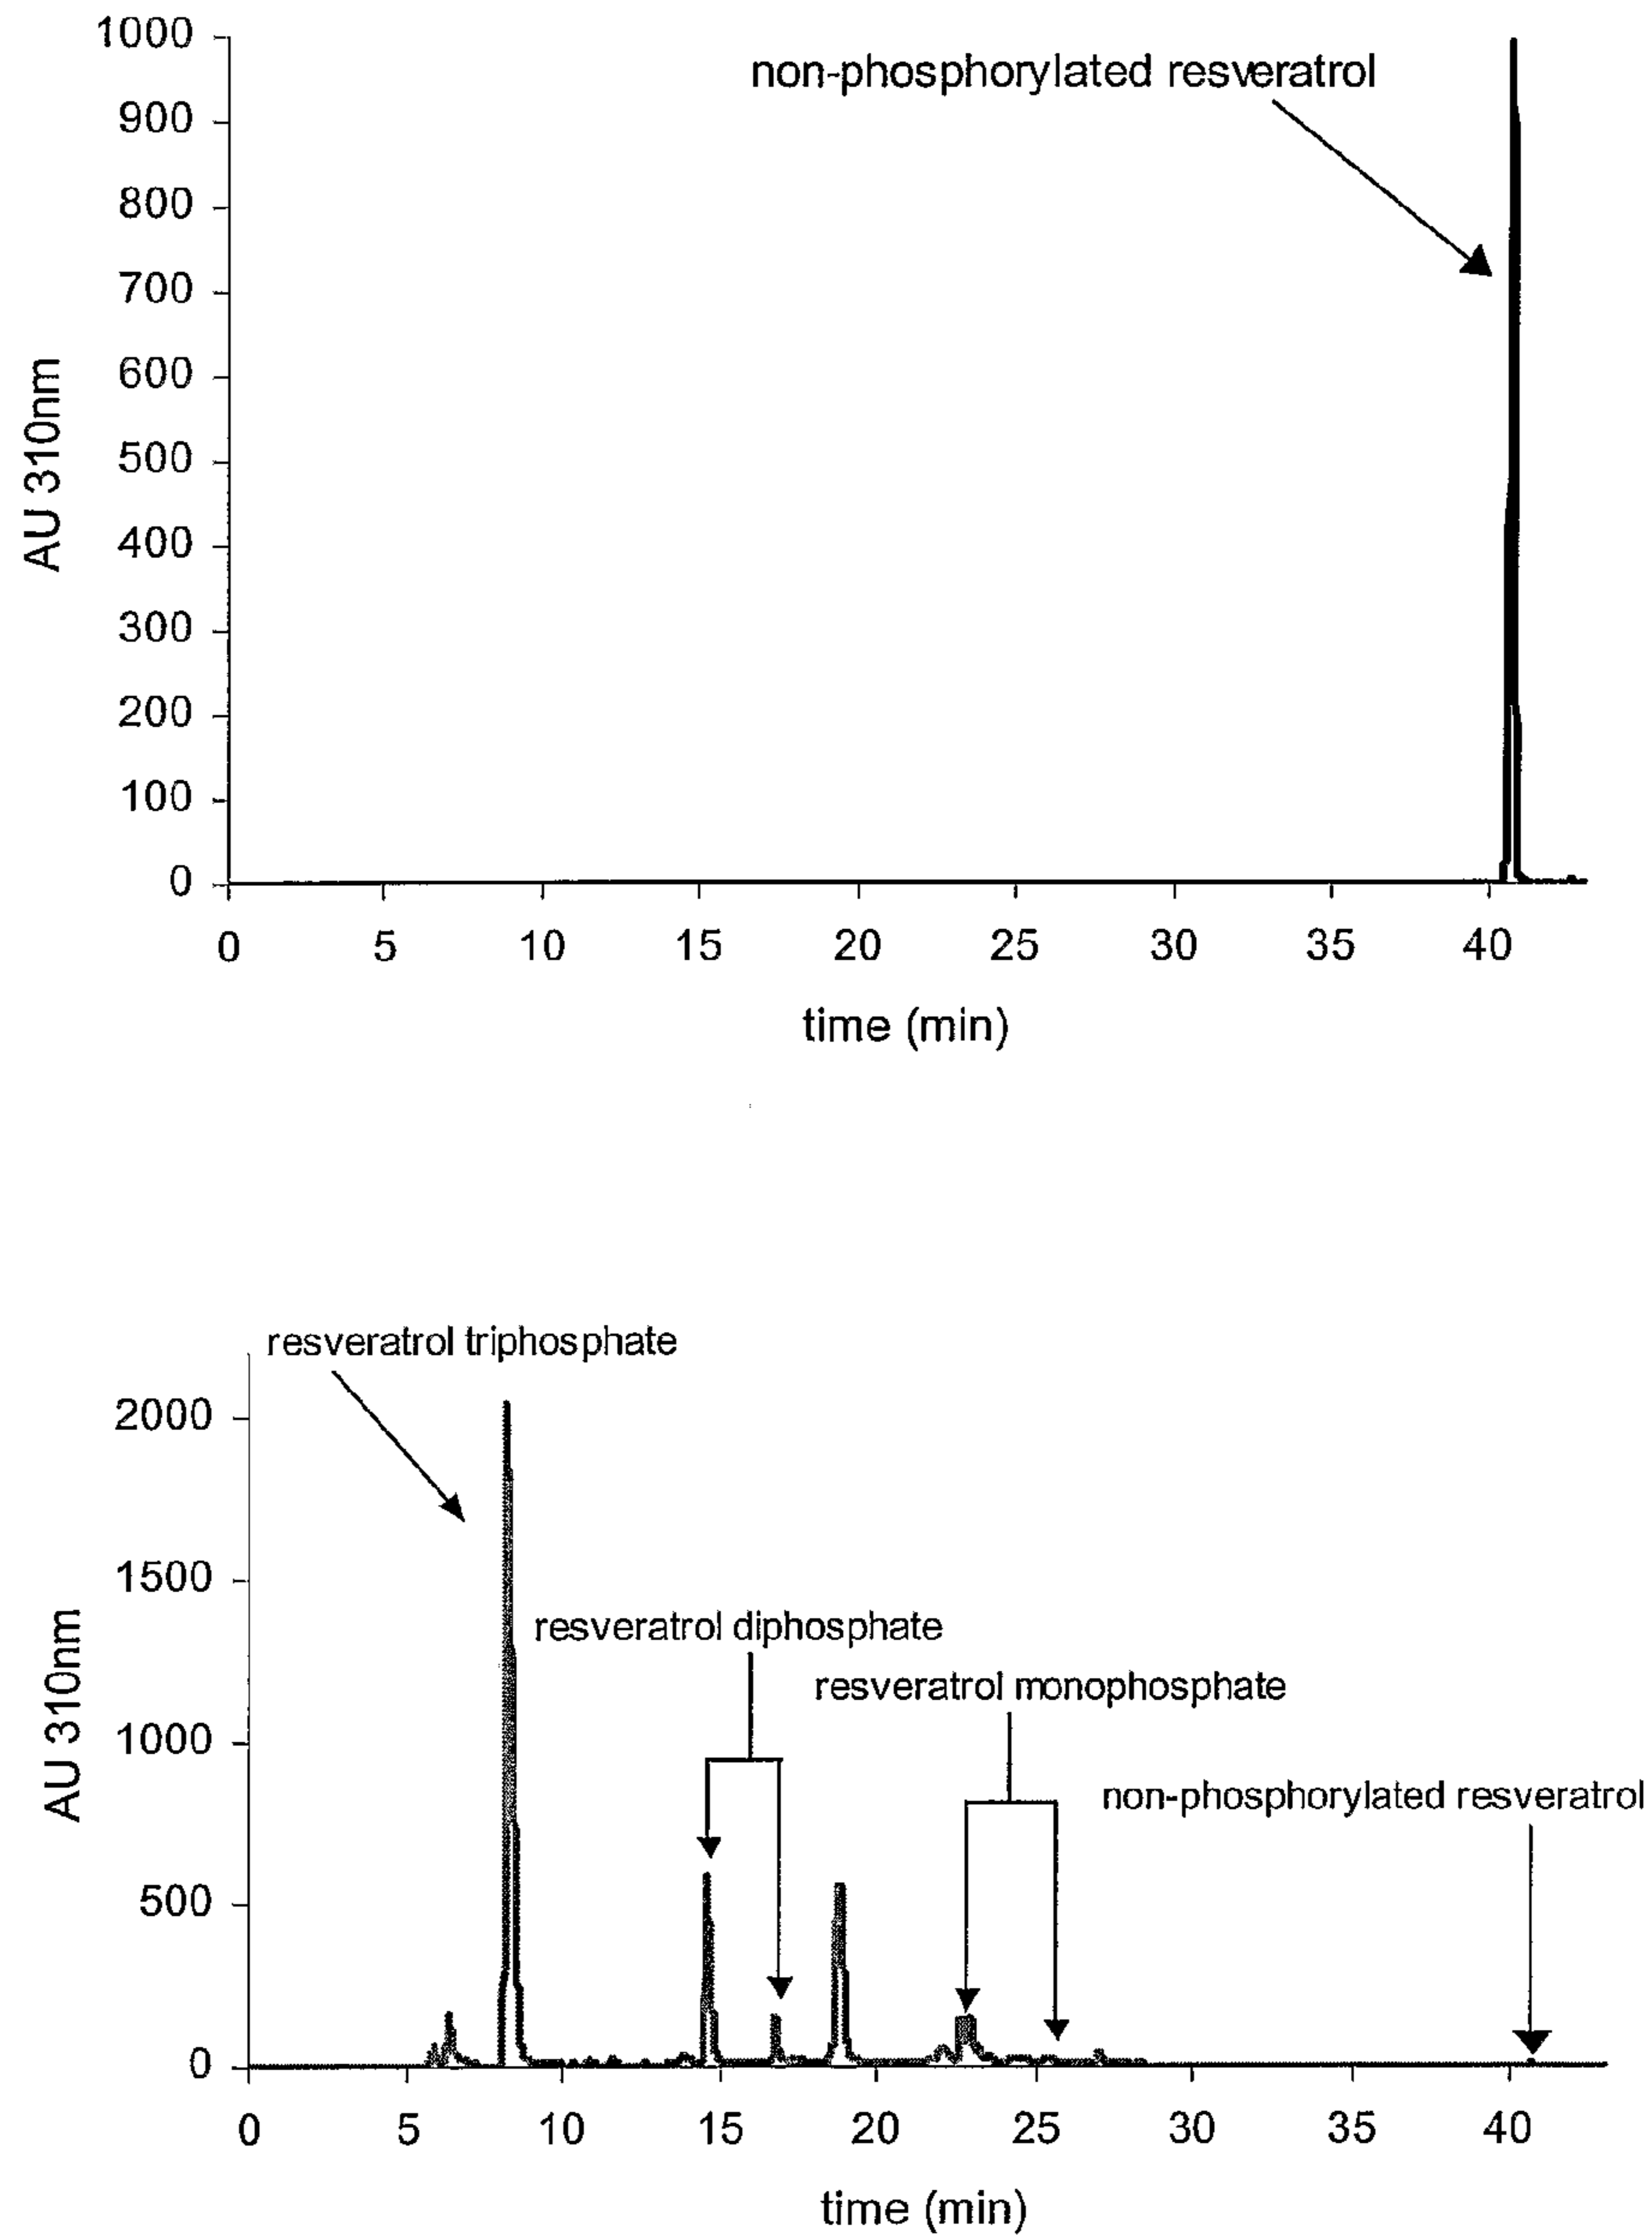 1000
non-phosphorylated resveratrol
900
800
700
600
500
400
300
200
100
0
AU 310nm
0 5 10 15 20 25 30 35 40
time (min)
resveratrol triphosphate
2000
1500
resveratrol diphosphate
resveratrol monophosphate
1000
non-phosphorylated resveratrol
500
0
AU 310nm
0 5 10 15 20 25 30 35 40
time (min)